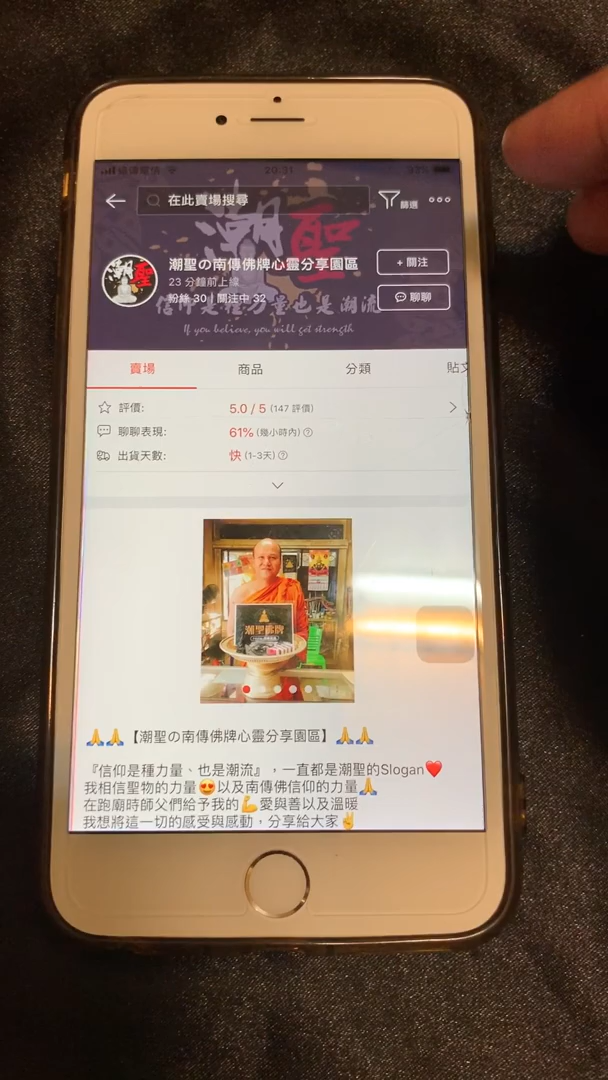 20:31
92%
在此賣場搜尋
篩選
潮聖
潮聖の南傳佛牌心靈分享園區
+ 關注
23 分鐘前上線
粉絲 30 | 關注中 32
聊聊
信仰是種力量也是潮流
If you believe, you will get strength
賣場 商品 分類 貼文
評價: 5.0 / 5 (147 評價)
聊聊表現: 61% (幾小時內)
出貨天數: 快 (1-3天)
潮聖佛牌
🙏🙏【潮聖の南傳佛牌心靈分享園區】🙏🙏
『信仰是種力量、也是潮流』，一直都是潮聖的Slogan❤️
我相信聖物的力量😍以及南傳佛信仰的力量🙏
在跑廟時師父們給予我的💪愛與善以及溫暖
我想將這一切的感受與感動，分享給大家✌️